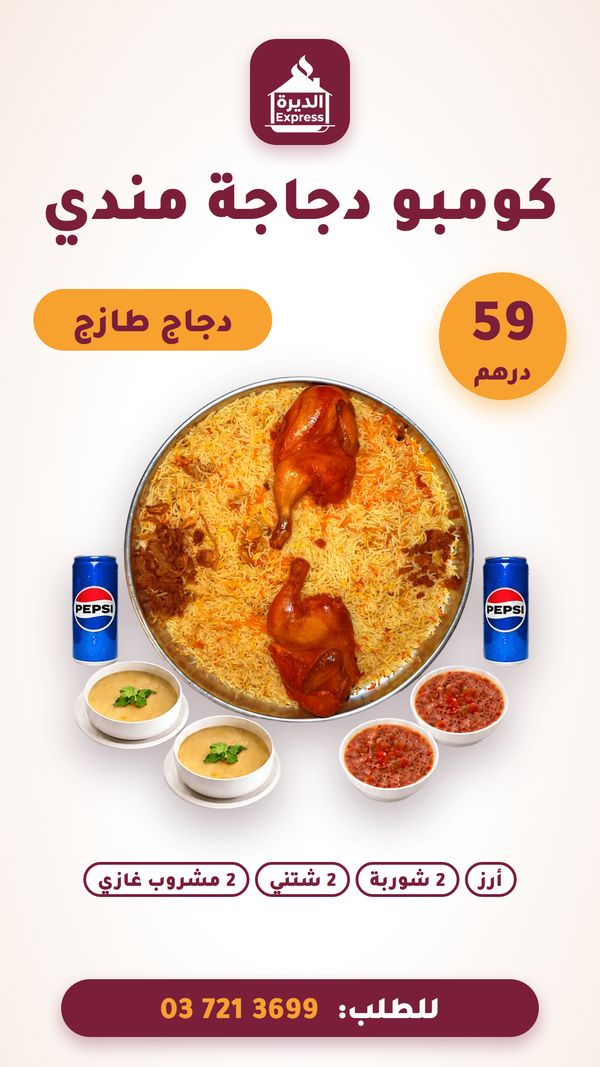 الديرة
Express
كومبو دجاجة مندي
59
درهم
دجاج طازج
PEPSI
PEPSI
أرز
2 شوربة
2 شتني
2 مشروب غازي
للطلب: 03 721 3699